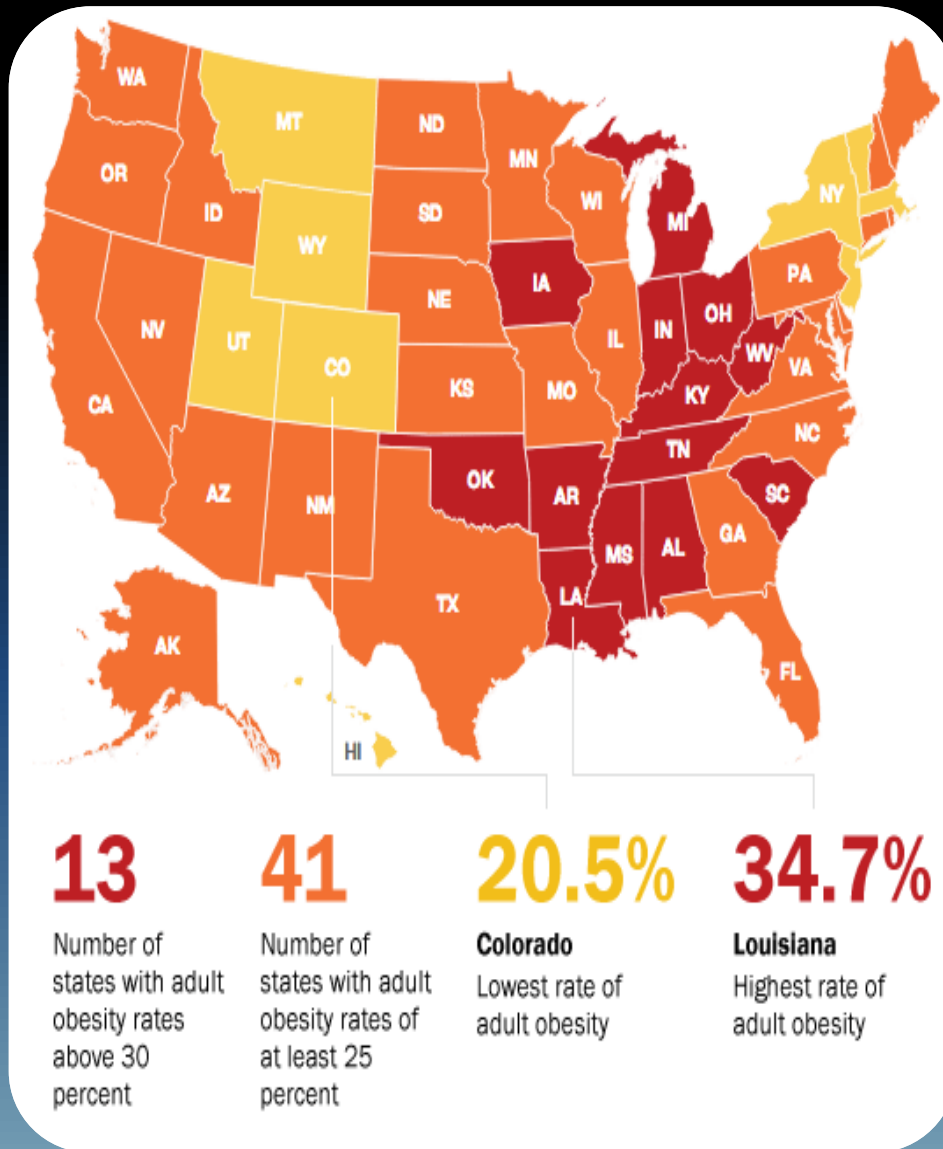 WA
MT
ND
MN
OR
ID
SD
WI
NY
MI
WY
IA
PA
NE
NV
UT
CO
IL
IN
OH
WV
VA
CA
KS
MO
KY
NC
TN
AZ
NM
OK
AR
SC
MS
AL
GA
TX
LA
AK
FL
HI
13
Number of
states with adult
obesity rates
above 30
percent
41
Number of
states with adult
obesity rates of
at least 25
percent
20.5%
Colorado
Lowest rate of
adult obesity
34.7%
Louisiana
Highest rate of
adult obesity